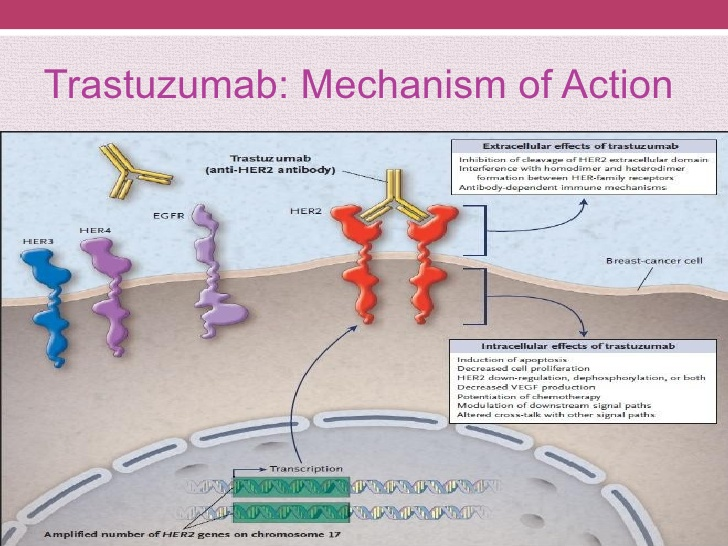 Trastuzumab: Mechanism of Action
Trastuzumab
(anti-HER2 antibody)
Extracellular effects of trastuzumab
Inhibition of cleavage of HER2 extracellular domain
Interference with homodimer and heterodimer
formation between HER-family receptors
Antibody-dependent immune mechanisms
HER3
HER4
EGFR
HER2
Breast-cancer cell
Intracellular effects of trastuzumab
Induction of apoptosis
Decreased cell proliferation
HER2 down-regulation, dephosphorylation, or both
Decreased VEGF production
Potentiation of chemotherapy
Modulation of downstream signal paths
Altered cross-talk with other signal paths
Transcription
Amplified number of HER2 genes on chromosome 17